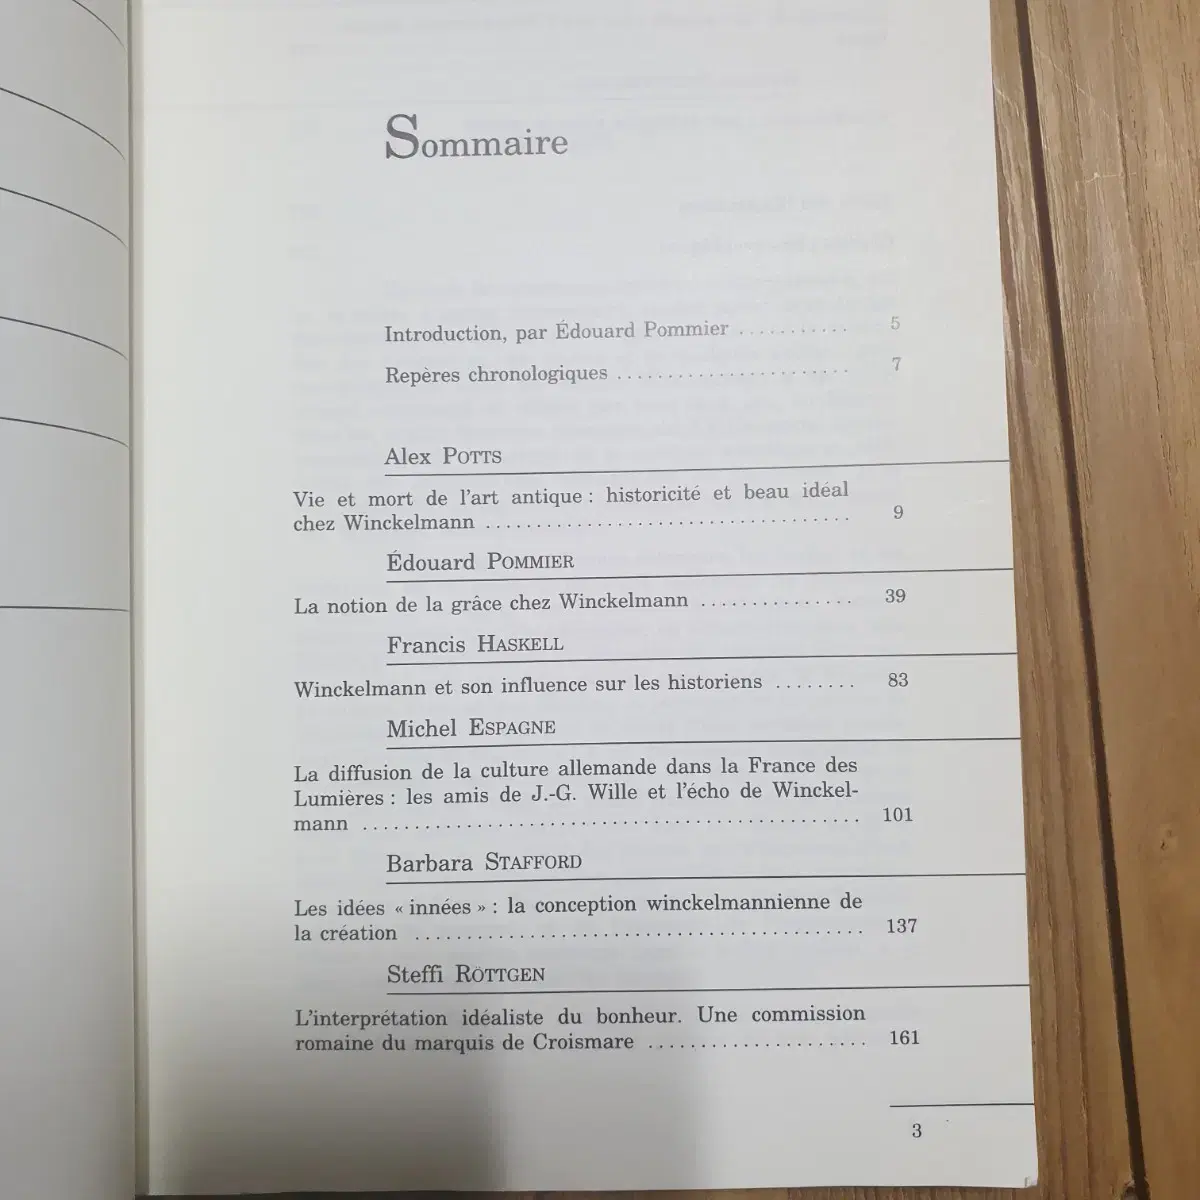 Sommaire
Introduction, par Édouard Pommier ........... 5
Repères chronologiques ....................... 7
Alex POTTS
Vie et mort de l'art antique : historicité et beau idéal
chez Winckelmann .................................... 9
Édouard POMMIER
La notion de la grâce chez Winckelmann ............... 39
Francis HASKELL
Winckelmann et son influence sur les historiens ........ 83
Michel ESPAGNE
La diffusion de la culture allemande dans la France des
Lumières : les amis de J.-G. Wille et l'écho de Winckel-
mann ................................................. 101
Barbara STAFFORD
Les idées « innées » : la conception winckelmannienne de
la création ............................................ 137
Steffi RÖTTGEN
L'interprétation idéaliste du bonheur. Une commission
romaine du marquis de Croismare ..................... 161
3